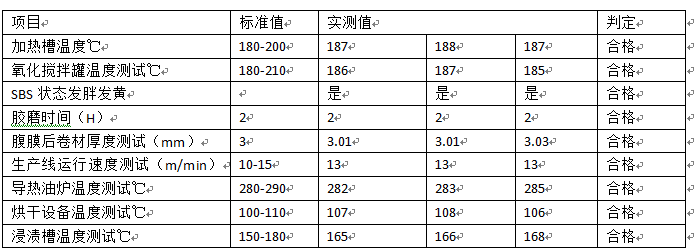 项目 标准值 实测值 判定
加热槽温度℃ 180-200 187 188 187 合格
氧化搅拌罐温度测试℃ 180-210 186 187 185 合格
SBS 状态发胖发黄 是 是 是 合格
胶磨时间（H） 2 2 2 2 合格
腹膜后卷材厚度测试（mm） 3 3.01 3.01 3.03 合格
生产线运行速度测试（m/min） 10-15 13 13 13 合格
导热油炉温度测试℃ 280-290 282 283 285 合格
烘干设备温度测试℃ 100-110 107 108 106 合格
浸渍槽温度测试℃ 150-180 165 166 168 合格